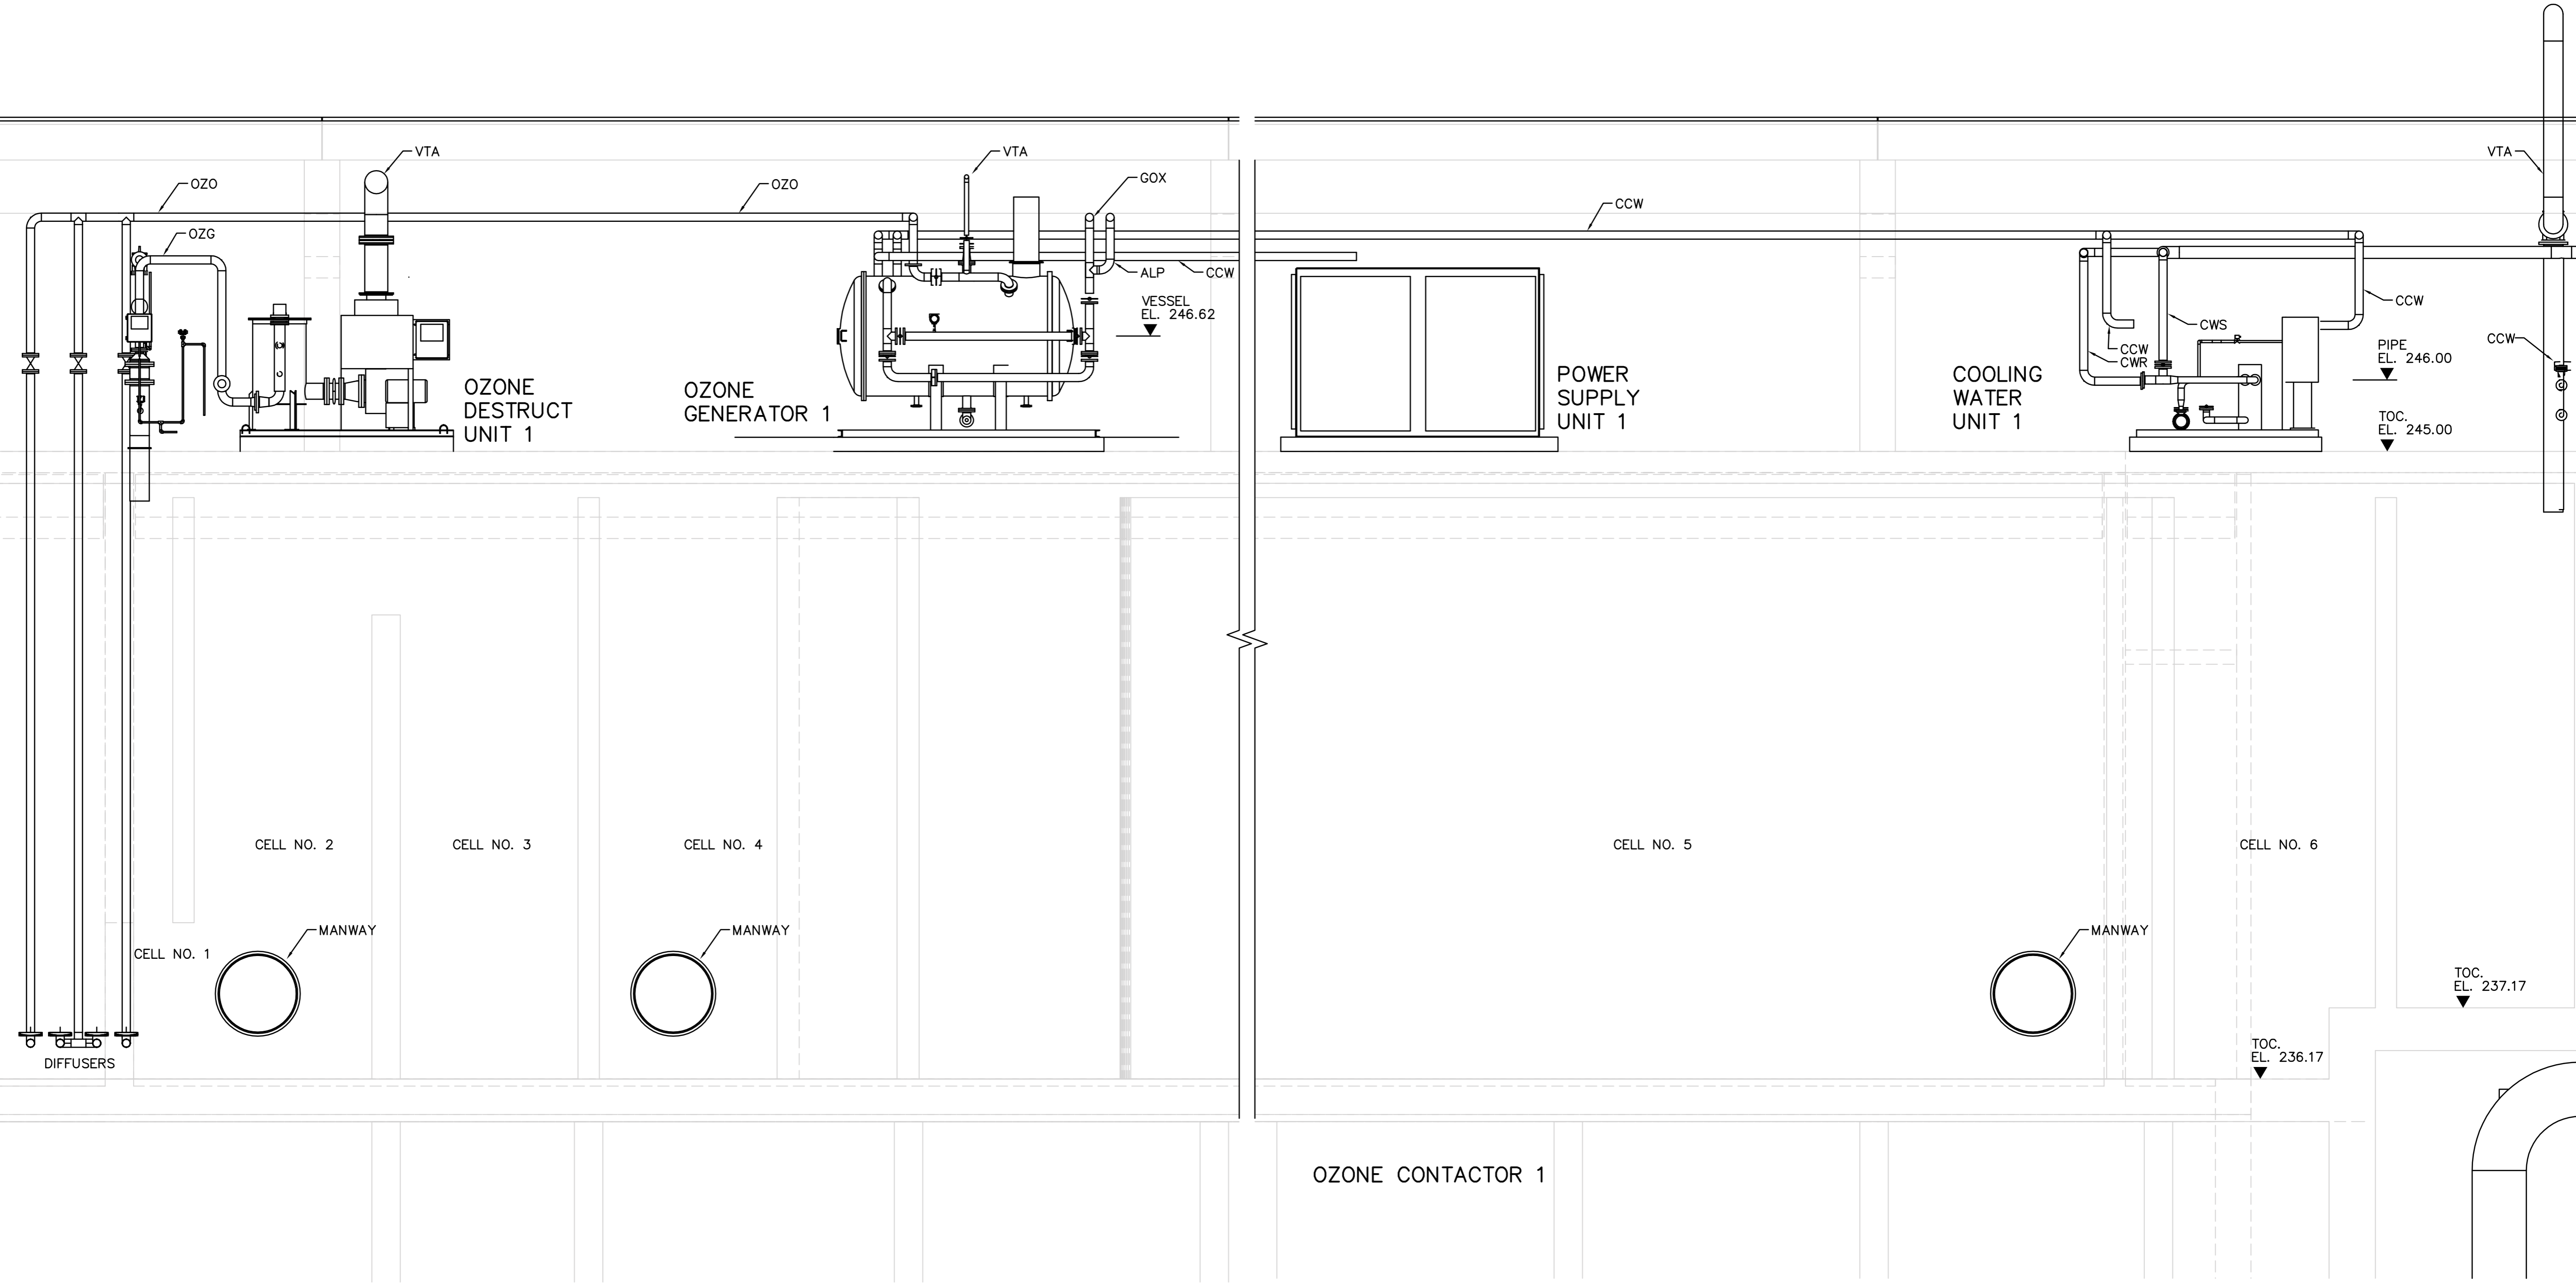 VTA
VTA
VTA
OZO
OZO
GOX
CCW
OZG
ALP
CCW
VESSEL
EL. 246.62
CCW
CWS
CCW
CWR
CCW
PIPE
EL. 246.00
OZONE
DESTRUCT
UNIT 1
OZONE
GENERATOR 1
POWER
SUPPLY
UNIT 1
COOLING
WATER
UNIT 1
TOC.
EL. 245.00
CELL NO. 2
CELL NO. 3
CELL NO. 4
CELL NO. 5
CELL NO. 6
MANWAY
MANWAY
MANWAY
CELL NO. 1
TOC.
EL. 237.17
TOC.
EL. 236.17
DIFFUSERS
OZONE CONTACTOR 1